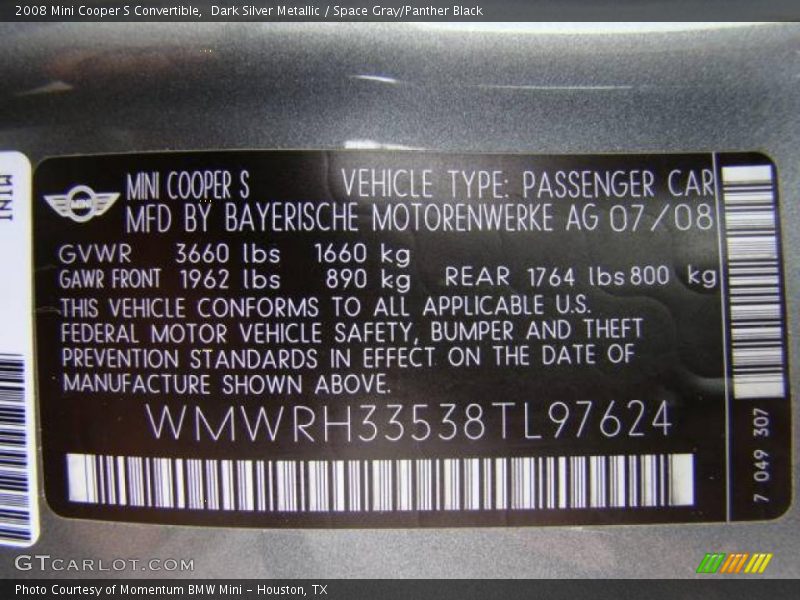 2008 Mini Cooper S Convertible,  Dark Silver Metallic / Space Gray/Panther Black
MINI
MINI
MINI COOPER S VEHICLE TYPE: PASSENGER CAR
MFD BY BAYERISCHE MOTORENWERKE AG 07/08
GVWR 3660 lbs 1660 kg
GAWR FRONT 1962 lbs 890 kg REAR 1764 lbs 800 kg
THIS VEHICLE CONFORMS TO ALL APPLICABLE U.S.
FEDERAL MOTOR VEHICLE SAFETY, BUMPER AND THEFT
PREVENTION STANDARDS IN EFFECT ON THE DATE OF
MANUFACTURE SHOWN ABOVE.
WMWRH33538TL97624
7 049 307
GTCARLOT.COM
Photo Courtesy of Momentum BMW Mini - Houston, TX